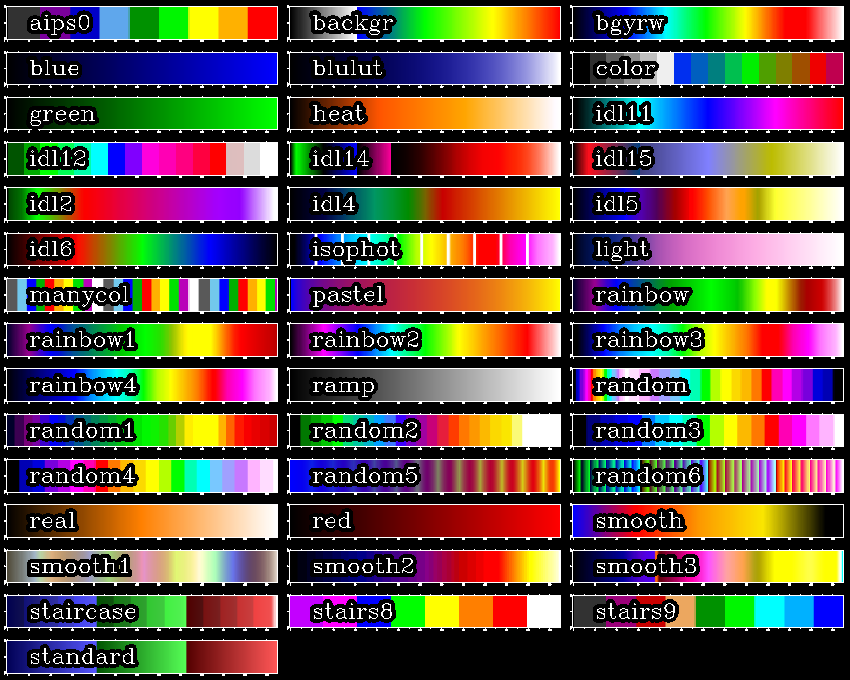 aips0 backgr bgyrw
blue blulut color
green heat idl11
idl12 idl14 idl15
idl2 idl4 idl5
idl6 isophot light
manycol pastel rainbow
rainbow1 rainbow2 rainbow3
rainbow4 ramp random
random1 random2 random3
random4 random5 random6
real red smooth
smooth1 smooth2 smooth3
staircase stairs8 stairs9
standard